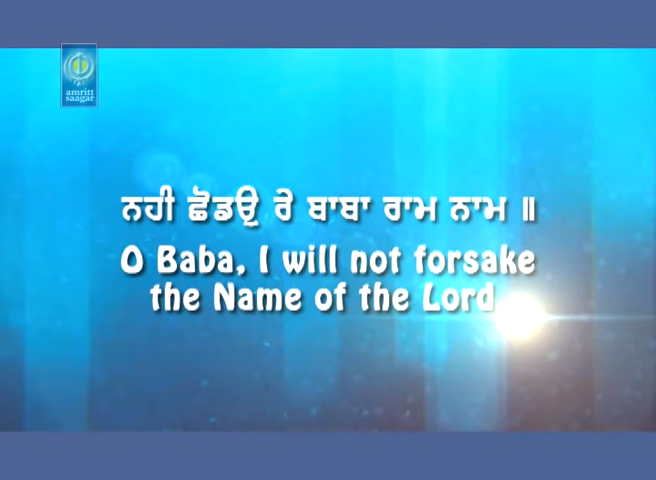 amritt
saagar
ਨਹੀ ਛੋਡਉ ਰੇ ਬਾਬਾ ਰਾਮ ਨਾਮ ॥
O Baba, I will not forsake
the Name of the Lord